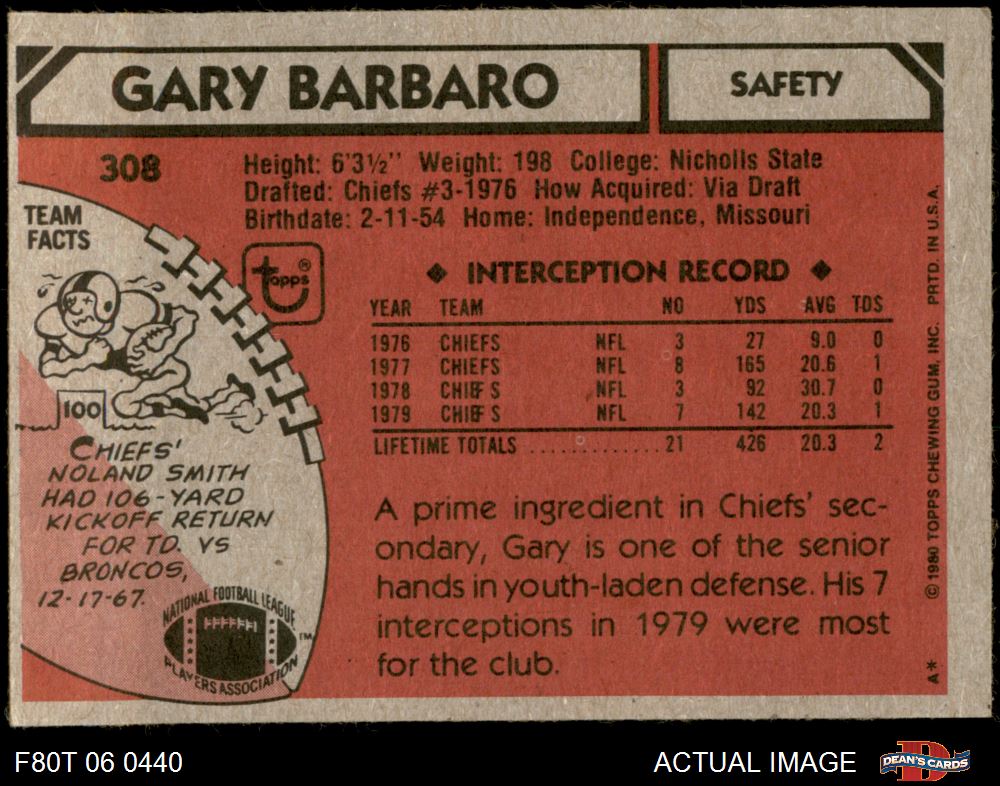 GARY BARBARO
SAFETY
308
Height: 6'3½" Weight: 198 College: Nicholls State
Drafted: Chiefs #3-1976 How Acquired: Via Draft
Birthdate: 2-11-54 Home: Independence, Missouri
TEAM
FACTS
topps®
100
CHIEFS'
NOLAND SMITH
HAD 106-YARD
KICKOFF RETURN
FOR TD. VS
BRONCOS,
12-17-67.
NATIONAL FOOTBALL LEAGUE
PLAYERS ASSOCIATION
TM
◆ INTERCEPTION RECORD ◆
YEAR TEAM NO YDS AVG TDS
1976 CHIEFS NFL 3 27 9.0 0
1977 CHIEFS NFL 8 165 20.6 1
1978 CHIEFS NFL 3 92 30.7 0
1979 CHIEFS NFL 7 142 20.3 1
LIFETIME TOTALS ............. 21 426 20.3 2
A prime ingredient in Chiefs' sec-
ondary, Gary is one of the senior
hands in youth-laden defense. His 7
interceptions in 1979 were most
for the club.
A* © 1980 TOPPS CHEWING GUM, INC. PRTD. IN U.S.A.
F80T 06 0440
ACTUAL IMAGE
D
DEAN'S CARDS